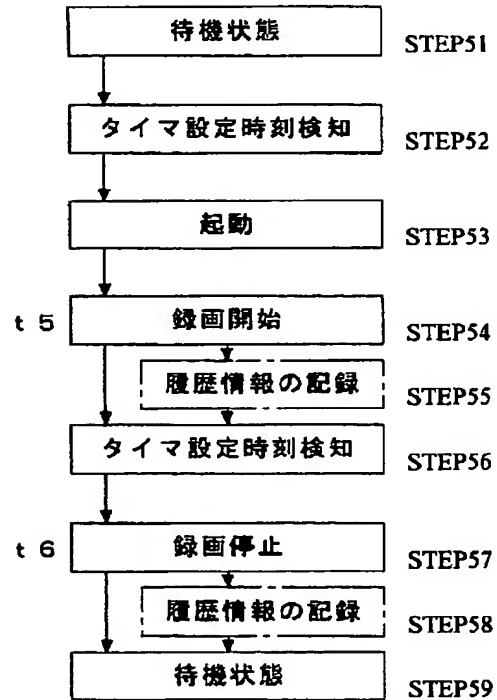 待機状態 STEP51
タイマ設定時刻検知 STEP52
起動 STEP53
t 5 録画開始 STEP54
履歴情報の記録 STEP55
タイマ設定時刻検知 STEP56
t 6 録画停止 STEP57
履歴情報の記録 STEP58
待機状態 STEP59